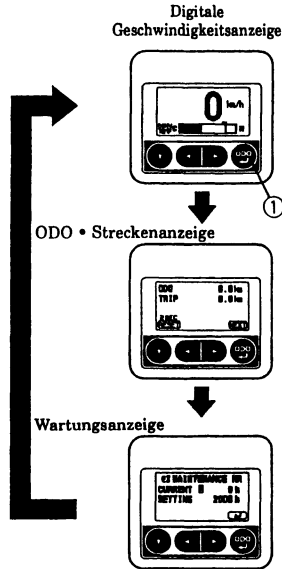 Digitale
Geschwindigkeitsanzeige
0 km/h
1
ODO • Streckenanzeige
ODO 0.0km
TRIP 0.0km
Wartungsanzeige
MAINTENANCE
CURRENT 0 h
SETTING 2000 h